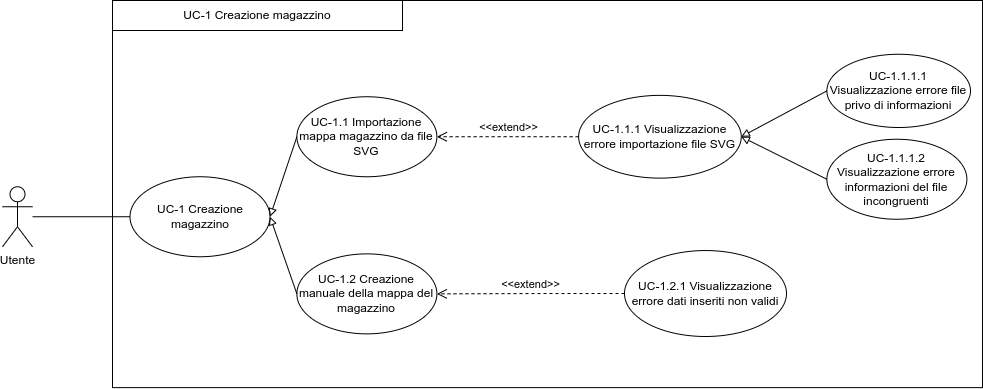 UC-1 Creazione magazzino
UC-1.1.1.1
Visualizzazione errore file
privo di informazioni
UC-1.1 Importazione
mappa magazzino da file
SVG
<<extend>>
UC-1.1.1 Visualizzazione
errore importazione file SVG
UC-1.1.1.2
Visualizzazione errore
informazioni del file
incongruenti
UC-1 Creazione
magazzino
Utente
UC-1.2 Creazione
manuale della mappa del
magazzino
<<extend>>
UC-1.2.1 Visualizzazione
errore dati inseriti non validi